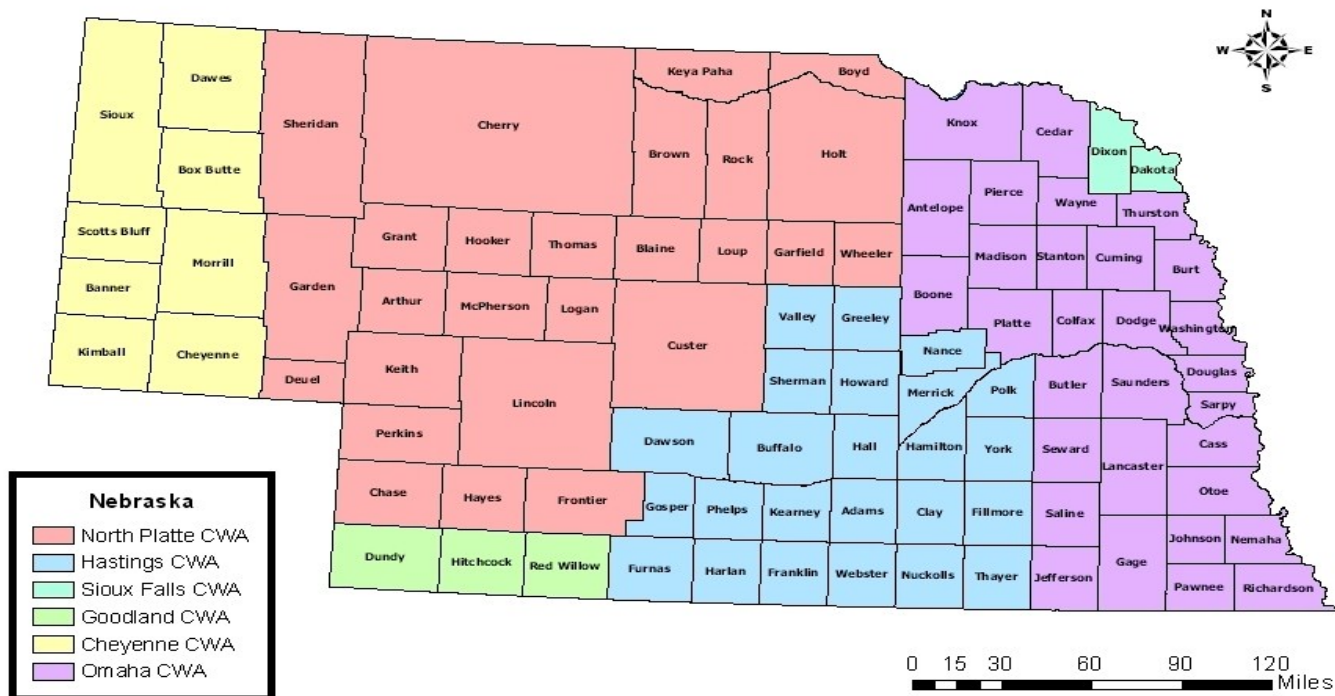 N
W E
S
Dawes
Sioux
Sheridan
Cherry
Keya Paha
Boyd
Box Butte
Brown
Rock
Holt
Knox
Cedar
Dixon
Dakota
Antelope
Pierce
Wayne
Thurston
Scotts Bluff
Morrill
Banner
Kimball
Cheyenne
Garden
Deuel
Grant
Hooker
Thomas
Blaine
Loup
Garfield
Wheeler
Arthur
McPherson
Logan
Custer
Valley
Greeley
Boone
Madison
Stanton
Cuming
Burt
Platte
Colfax
Dodge
Washington
Nance
Keith
Lincoln
Sherman
Howard
Merrick
Polk
Butler
Saunders
Douglas
Sarpy
Perkins
Dawson
Buffalo
Hall
Hamilton
York
Seward
Lancaster
Cass
Otoe
Chase
Hayes
Frontier
Gosper
Phelps
Kearney
Adams
Clay
Fillmore
Saline
Gage
Johnson
Nemaha
Dundy
Hitchcock
Red Willow
Furnas
Harlan
Franklin
Webster
Nuckolls
Thayer
Jefferson
Pawnee
Richardson
Nebraska
North Platte CWA
Hastings CWA
Sioux Falls CWA
Goodland CWA
Cheyenne CWA
Omaha CWA
0 15 30 60 90 120
Miles